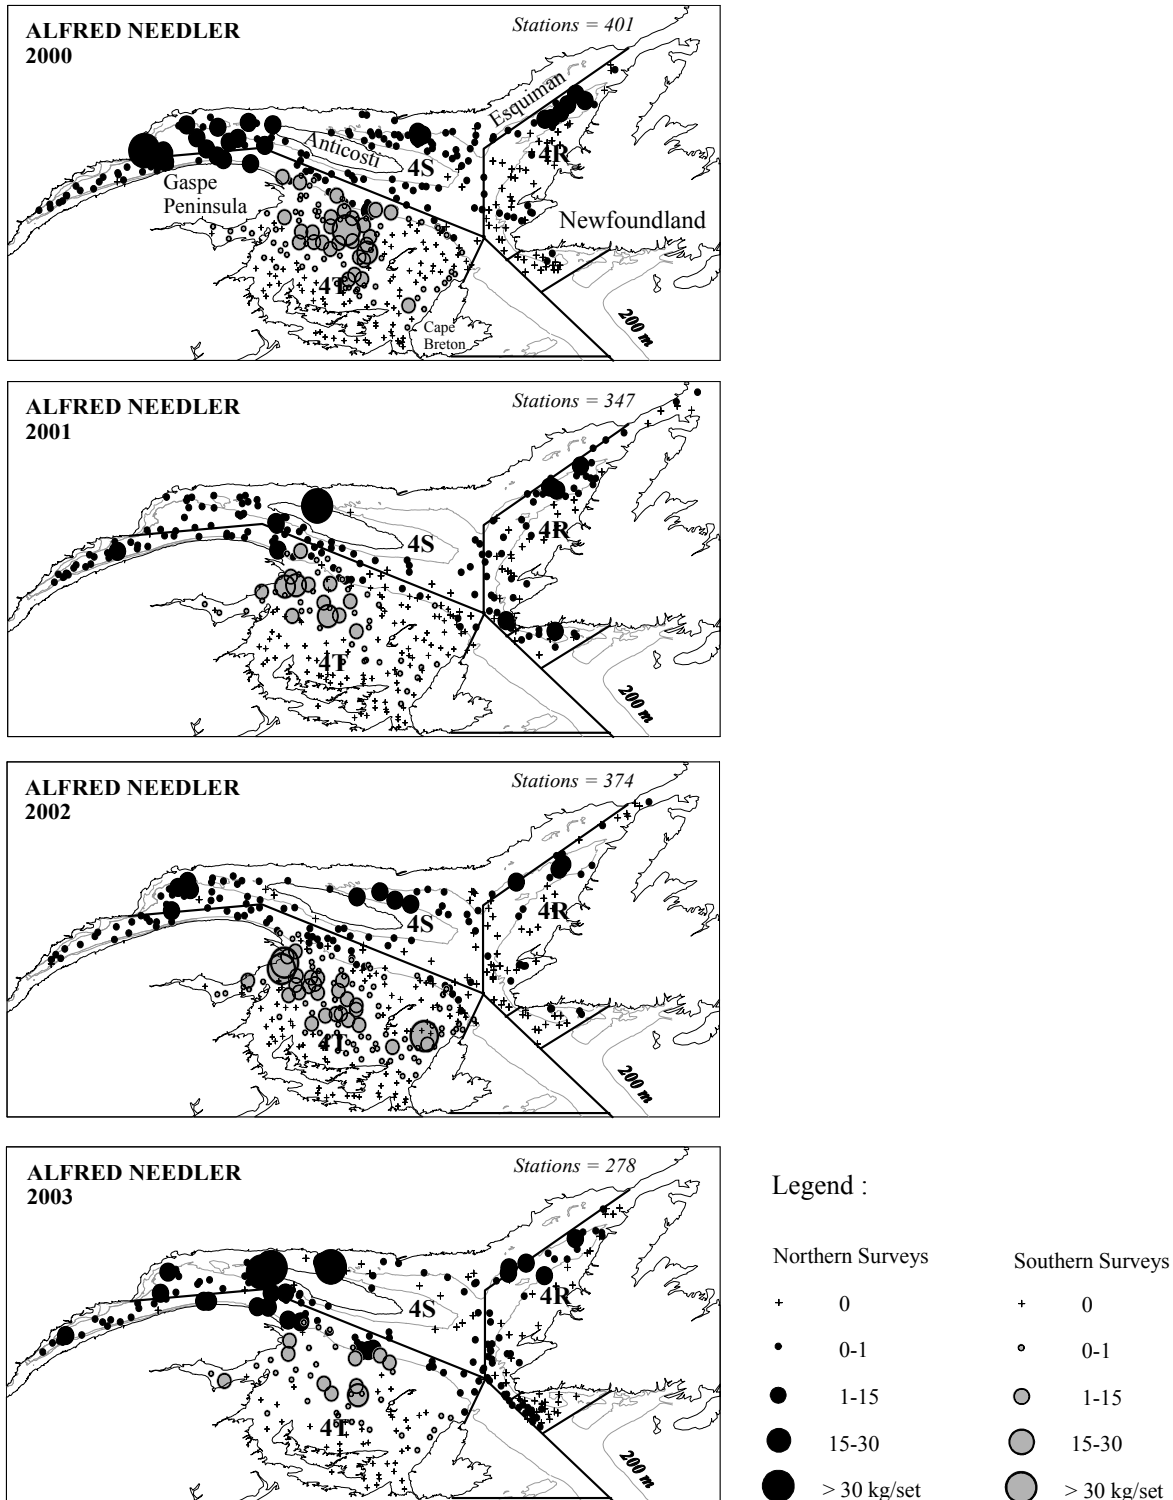 ALFRED NEEDLER
2000
Stations = 401
Esquiman
Anticosti
4S
4R
Gaspe
Peninsula
Newfoundland
4T
Cape
Breton
200 m
ALFRED NEEDLER
2001
Stations = 347
4S
4R
4T
200 m
ALFRED NEEDLER
2002
Stations = 374
4S
4R
4T
200 m
ALFRED NEEDLER
2003
Stations = 278
4S
4R
4T
200 m
Legend :
Northern Surveys
Southern Surveys
0
0
0-1
0-1
1-15
1-15
15-30
15-30
> 30 kg/set
> 30 kg/set